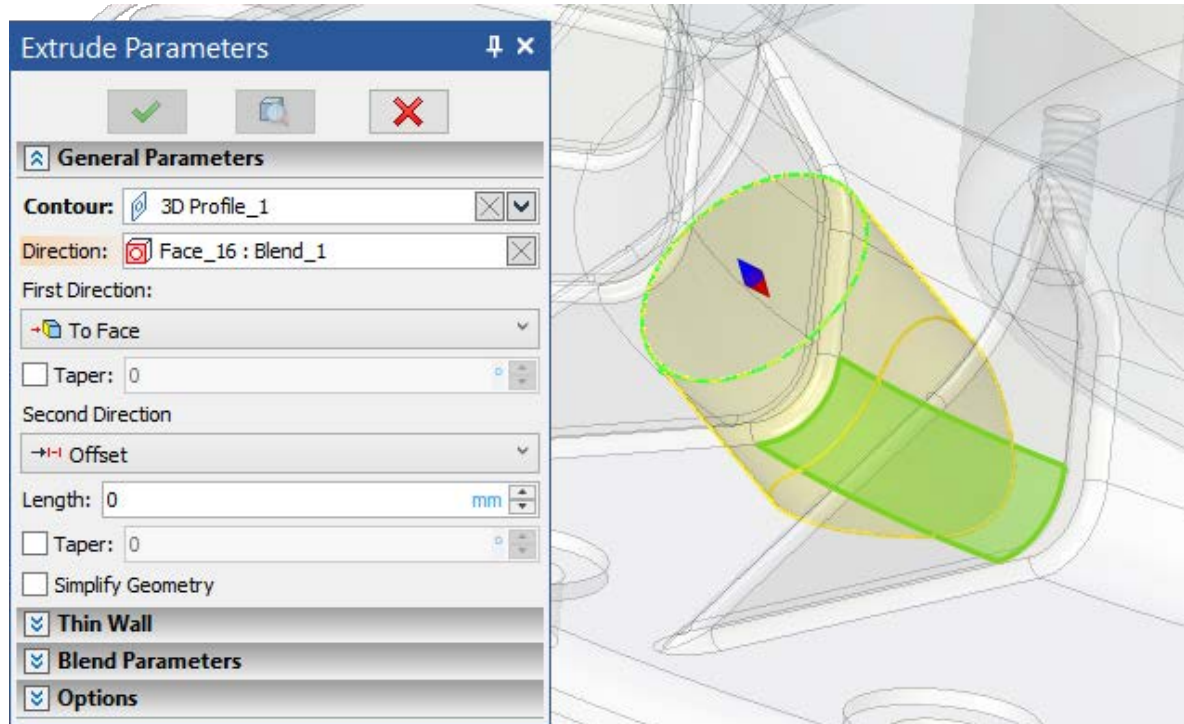 Extrude Parameters
General Parameters
Contour: 3D Profile_1
Direction: Face_16 : Blend_1
First Direction:
To Face
Taper: 0 °
Second Direction
Offset
Length: 0 mm
Taper: 0 °
Simplify Geometry
Thin Wall
Blend Parameters
Options